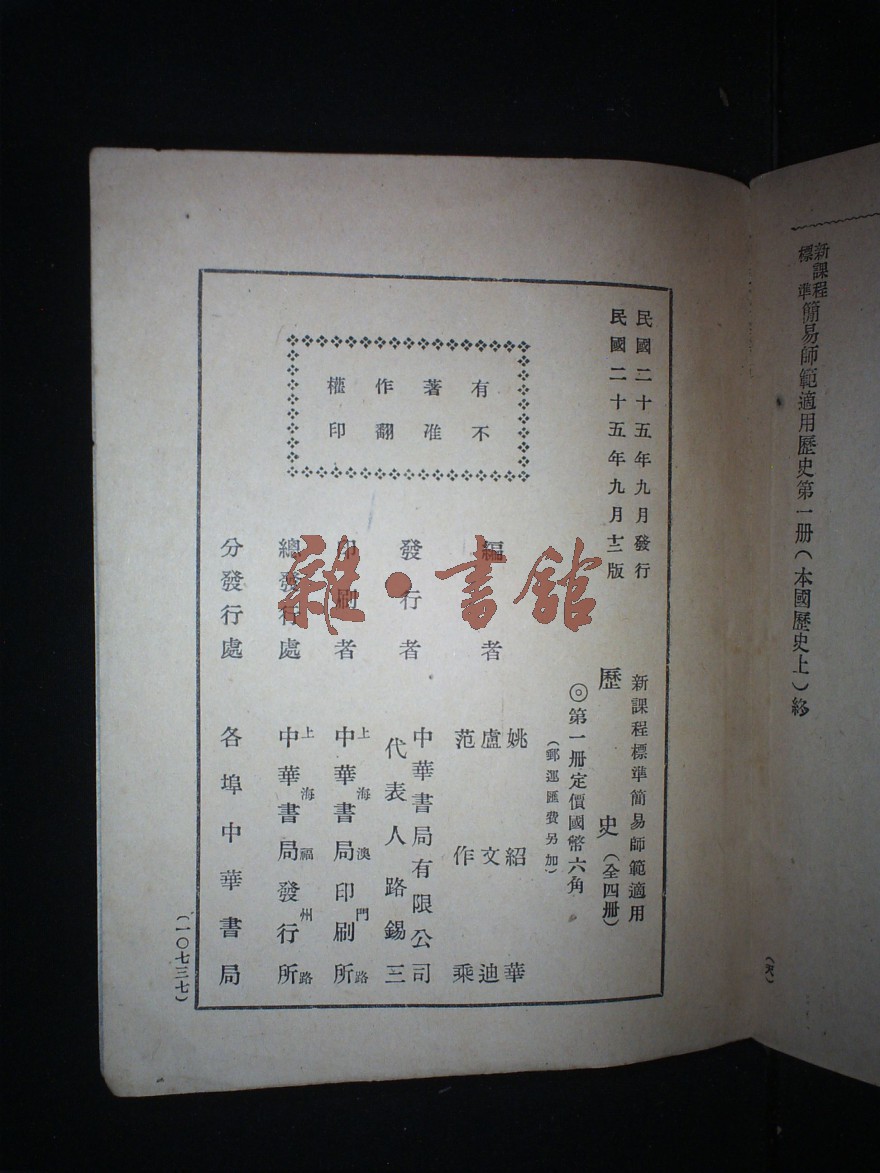 新課程標準簡易師範適用歷史第一册(本國歷史上)終
民國二十五年九月發行
民國二十五年九月十二版
新課程標準簡易師範適用
歷史(全四册)
◎第一册定價國幣六角
(郵運匯費另加)
有著作權
不准翻印
編者 姚紹華
盧文迪
范作乘
發行者 中華書局有限公司
代表人路錫三
印刷者 上海澳門路
中華書局印刷所
總發行處 上海福州路
中華書局發行所
分發行處 各埠中華書局
(一〇七三七)
雜·書館